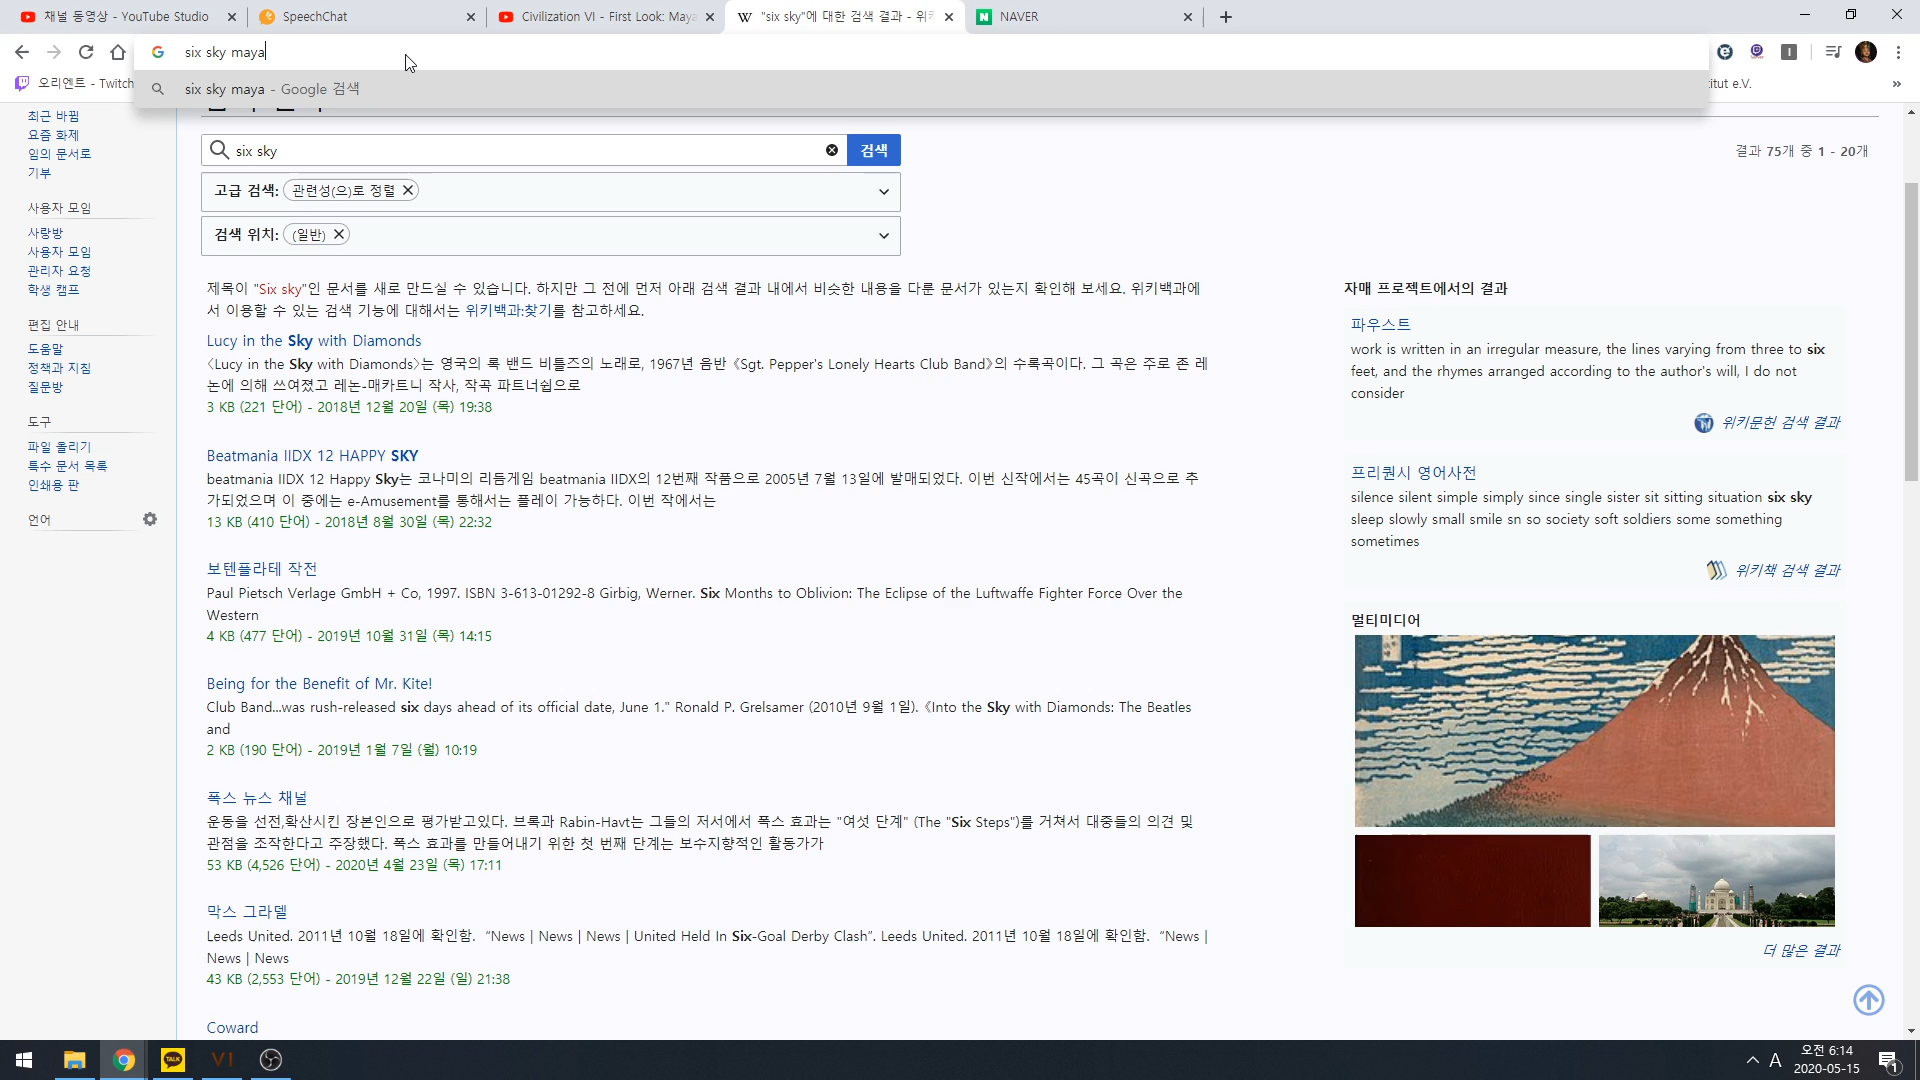 채널 동영상 - YouTube Studio
SpeechChat
Civilization VI - First Look: Maya
"six sky"에 대한 검색 결과 - 위키
NAVER
six sky maya
six sky maya - Google 검색
오리엔트 - Twitch
itut e.V.
최근 바뀜
요즘 화제
임의 문서로
기부
사용자 모임
사랑방
사용자 모임
관리자 요청
학생 캠프
편집 안내
도움말
정책과 지침
질문방
도구
파일 올리기
특수 문서 목록
인쇄용 판
언어
six sky
검색
결과 75개 중 1 - 20개
고급 검색: 관련성(으)로 정렬
검색 위치: (일반)
제목이 "Six sky"인 문서를 새로 만드실 수 있습니다. 하지만 그 전에 먼저 아래 검색 결과 내에서 비슷한 내용을 다룬 문서가 있는지 확인해 보세요. 위키백과에
서 이용할 수 있는 검색 기능에 대해서는 위키백과:찾기를 참고하세요.
Lucy in the Sky with Diamonds
〈Lucy in the Sky with Diamonds〉는 영국의 록 밴드 비틀즈의 노래로, 1967년 음반 《Sgt. Pepper's Lonely Hearts Club Band》의 수록곡이다. 그 곡은 주로 존 레
논에 의해 쓰여졌고 레논-매카트니 작사, 작곡 파트너쉽으로
3 KB (221 단어) - 2018년 12월 20일 (목) 19:38
Beatmania IIDX 12 HAPPY SKY
beatmania IIDX 12 Happy Sky는 코나미의 리듬게임 beatmania IIDX의 12번째 작품으로 2005년 7월 13일에 발매되었다. 이번 신작에서는 45곡이 신곡으로 추
가되었으며 이 중에는 e-Amusement를 통해서는 플레이 가능하다. 이번 작에서는
13 KB (410 단어) - 2018년 8월 30일 (목) 22:32
보텐플라테 작전
Paul Pietsch Verlage GmbH + Co, 1997. ISBN 3-613-01292-8 Girbig, Werner. Six Months to Oblivion: The Eclipse of the Luftwaffe Fighter Force Over the
Western
4 KB (477 단어) - 2019년 10월 31일 (목) 14:15
Being for the Benefit of Mr. Kite!
Club Band...was rush-released six days ahead of its official date, June 1." Ronald P. Grelsamer (2010년 9월 1일). 《Into the Sky with Diamonds: The Beatles
and
2 KB (190 단어) - 2019년 1월 7일 (월) 10:19
폭스 뉴스 채널
운동을 선전,확산시킨 장본인으로 평가받고있다. 브록과 Rabin-Havt는 그들의 저서에서 폭스 효과는 "여섯 단계" (The "Six Steps")를 거쳐서 대중들의 의견 및
관점을 조작한다고 주장했다. 폭스 효과를 만들어내기 위한 첫 번째 단계는 보수지향적인 활동가가
53 KB (4,526 단어) - 2020년 4월 23일 (목) 17:11
막스 그라델
Leeds United. 2011년 10월 18일에 확인함. “News | News | News | United Held In Six-Goal Derby Clash”. Leeds United. 2011년 10월 18일에 확인함. “News |
News | News
43 KB (2,553 단어) - 2019년 12월 22일 (일) 21:38
Coward
자매 프로젝트에서의 결과
파우스트
work is written in an irregular measure, the lines varying from three to six
feet, and the rhymes arranged according to the author's will, I do not
consider
위키문헌 검색 결과
프리퀀시 영어사전
silence silent simple simply since single sister sit sitting situation six sky
sleep slowly small smile sn so society soft soldiers some something
sometimes
위키책 검색 결과
멀티미디어
더 많은 결과
TALK
VI
A
오전 6:14
2020-05-15
1